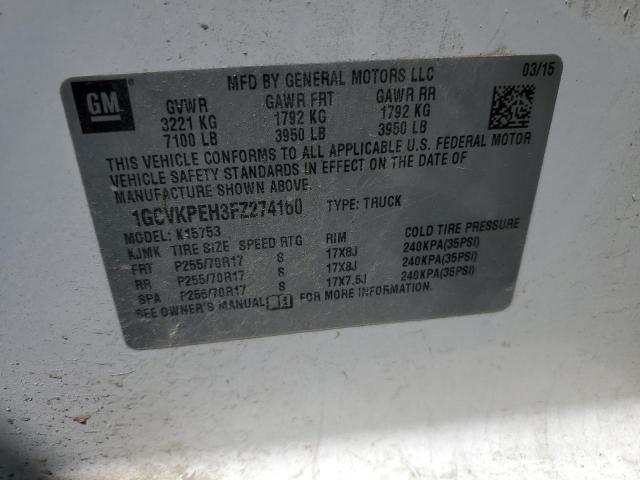 GM
MFD BY GENERAL MOTORS LLC
03/15
GVWR GAWR FRT GAWR RR
3221 KG 1792 KG 1792 KG
7100 LB 3950 LB 3950 LB
THIS VEHICLE CONFORMS TO ALL APPLICABLE U.S. FEDERAL MOTOR
VEHICLE SAFETY STANDARDS IN EFFECT ON THE DATE OF
MANUFACTURE SHOWN ABOVE.
1GCVKPEH3FZ274160 TYPE: TRUCK
MODEL: K15753
KJMK TIRE SIZE SPEED RTG RIM COLD TIRE PRESSURE
FRT P255/70R17 S 17X8J 240KPA(35PSI)
RR P255/70R17 S 17X8J 240KPA(35PSI)
SPA P255/70R17 S 17X7.5J 240KPA(35PSI)
SEE OWNER'S MANUAL FOR MORE INFORMATION.